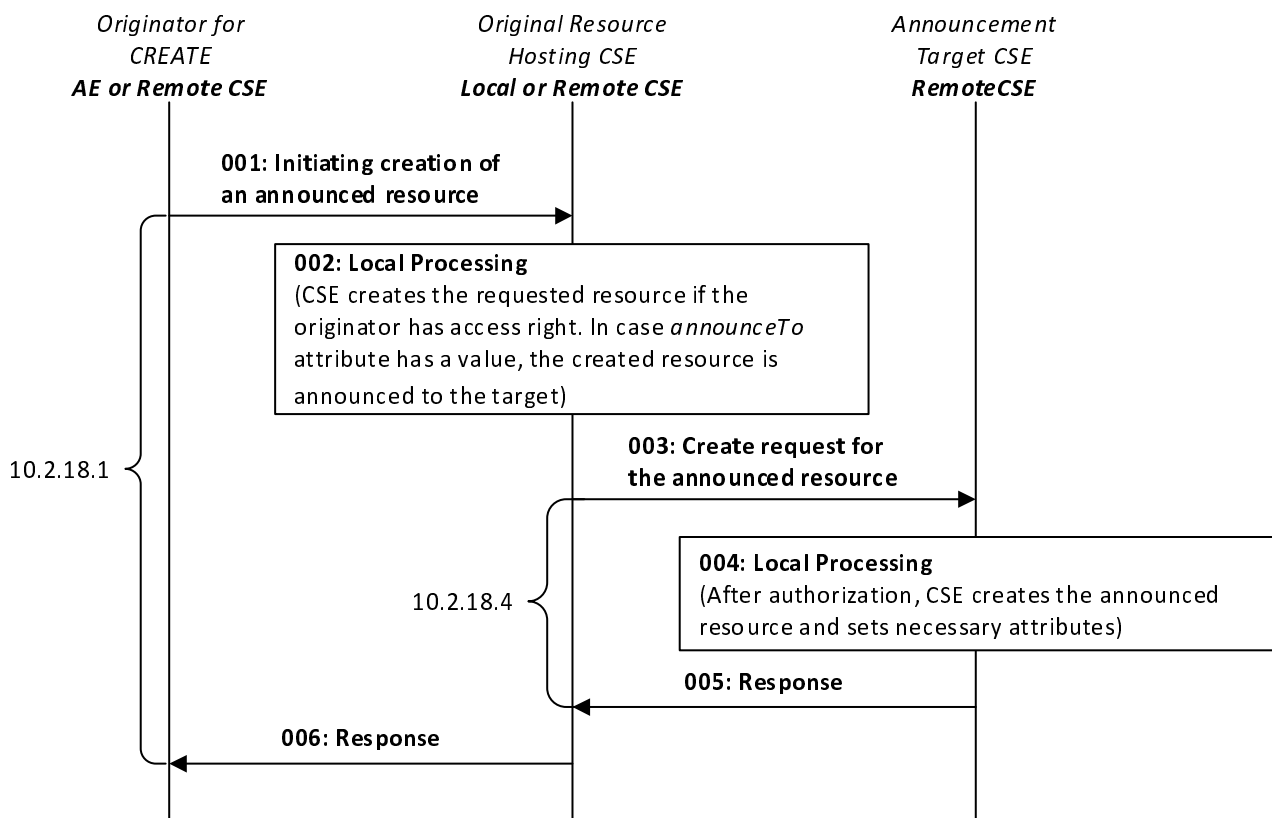 Originator for
CREATE
AE or Remote CSE
Original Resource
Hosting CSE
Local or Remote CSE
Announcement
Target CSE
RemoteCSE
001: Initiating creation of
an announced resource
002: Local Processing
(CSE creates the requested resource if the
originator has access right. In case announceTo
attribute has a value, the created resource is
announced to the target)
003: Create request for
the announced resource
10.2.18.1
004: Local Processing
(After authorization, CSE creates the announced
resource and sets necessary attributes)
10.2.18.4
005: Response
006: Response